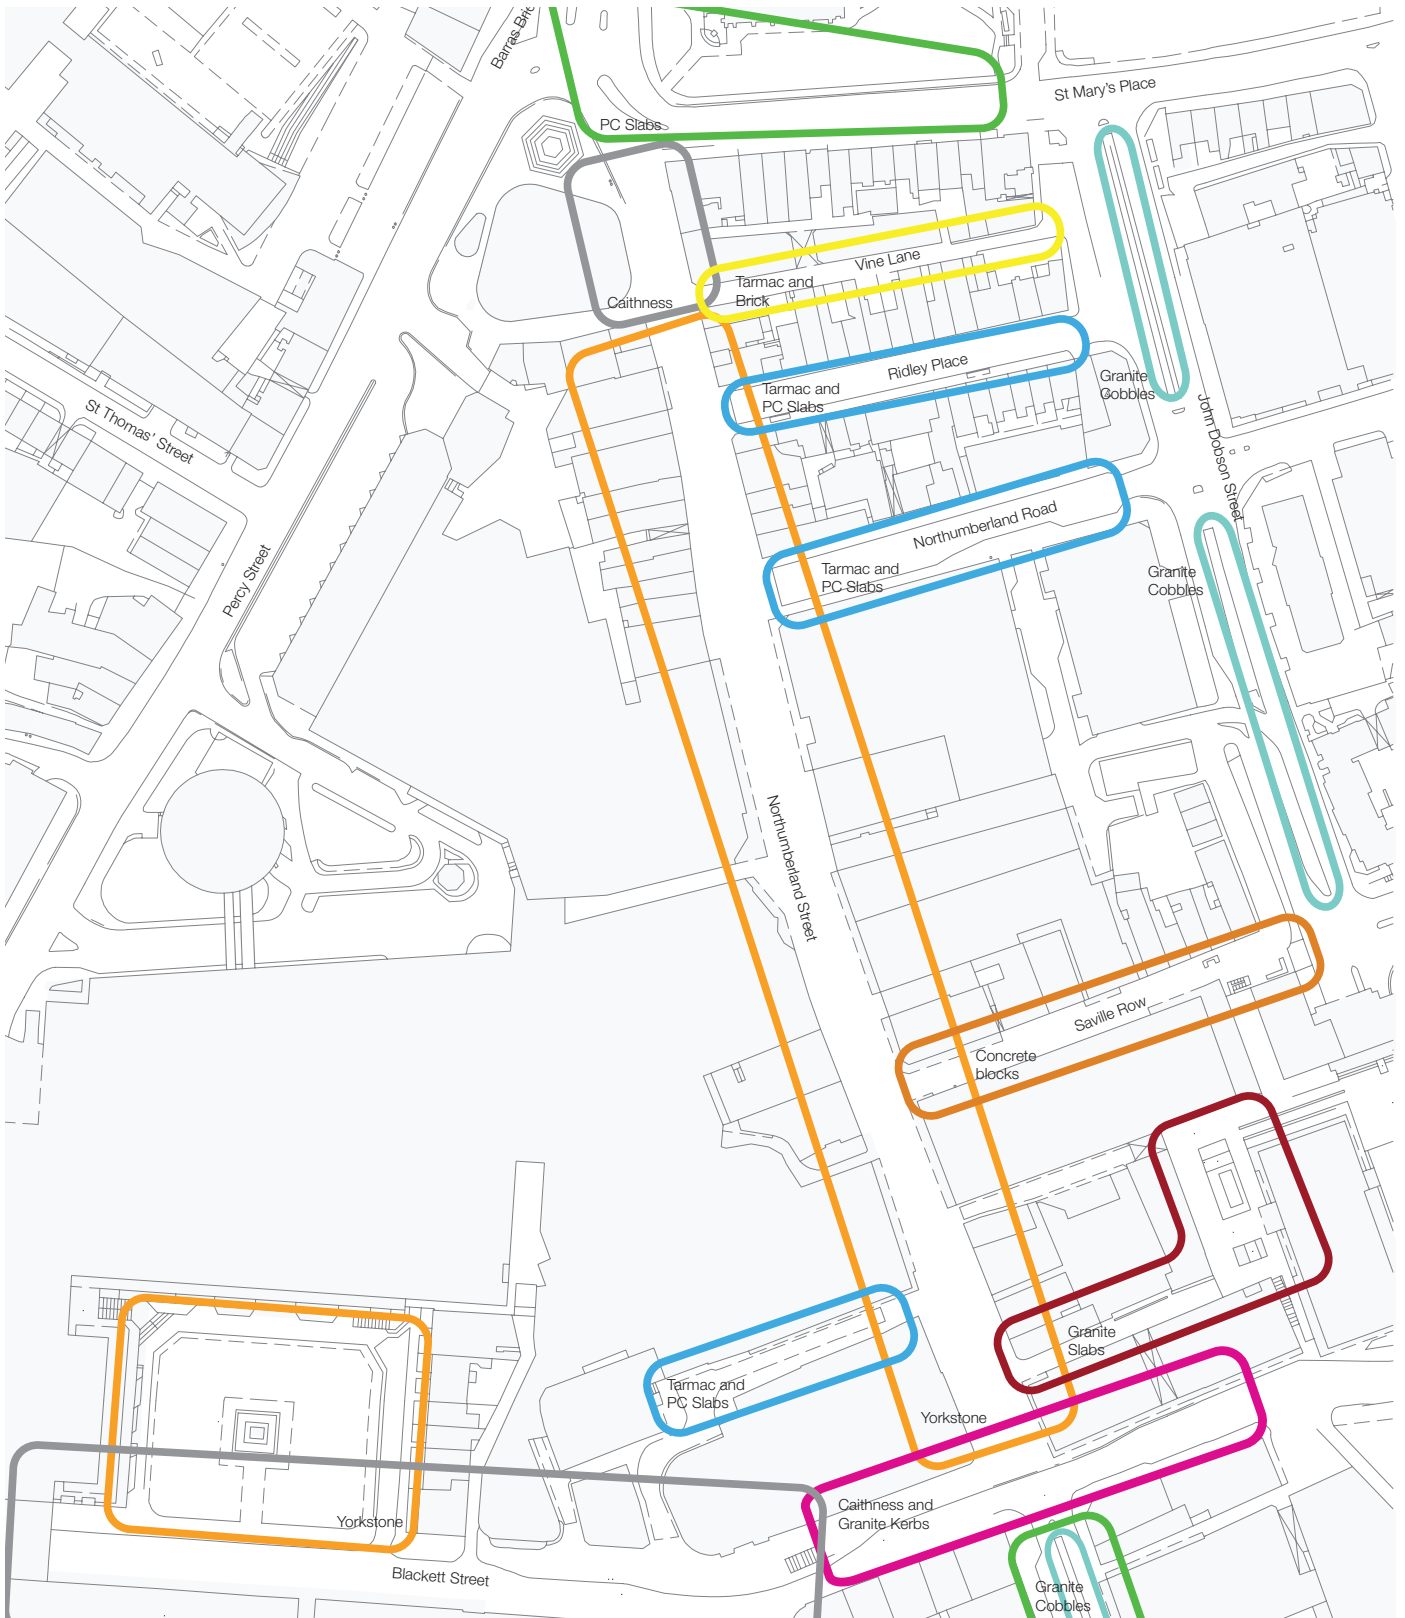 Barras Bri
St Mary's Place
PC Slabs
Vine Lane
Tarmac and
Brick
Caithness
Ridley Place
Tarmac and
PC Slabs
Granite
Cobbles
St Thomas' Street
John Dobson Street
Northumberland Road
Tarmac and
PC Slabs
Granite
Cobbles
Percy Street
Northumberland Street
Saville Row
Concrete
blocks
Granite
Slabs
Tarmac and
PC Slabs
Yorkstone
Caithness and
Granite Kerbs
Yorkstone
Blackett Street
Granite
Cobbles